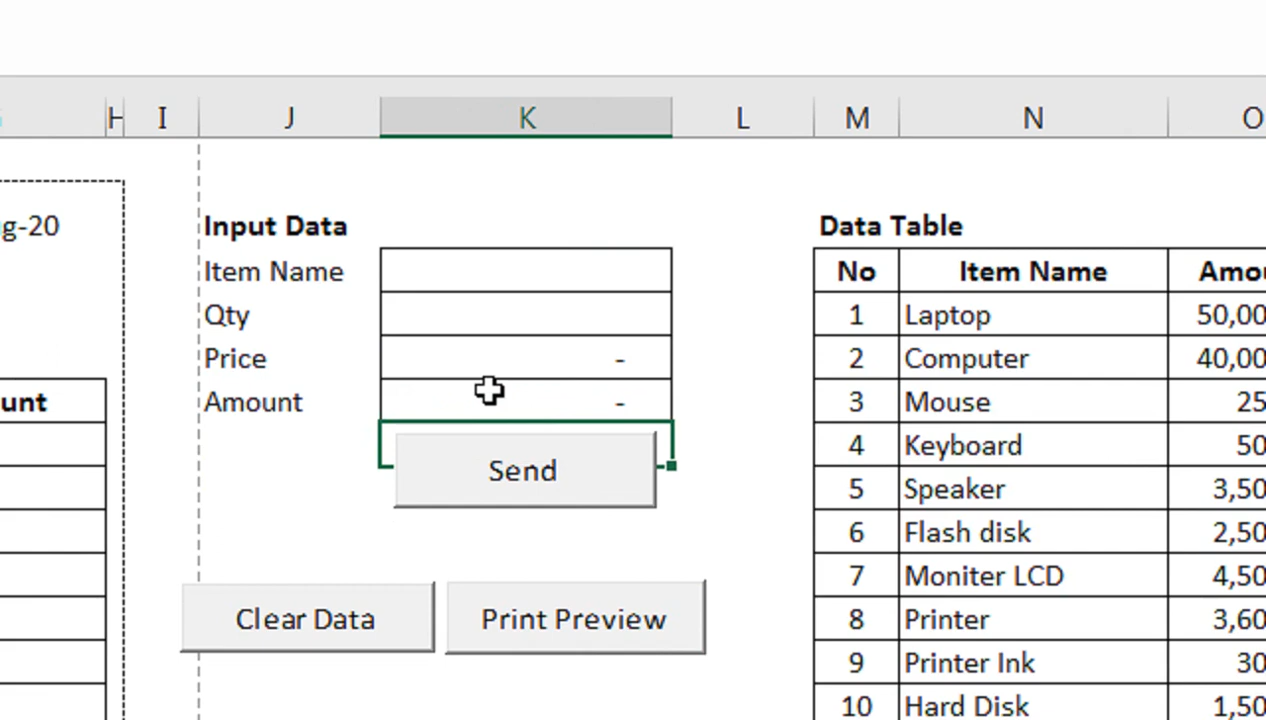 H I J K L M N O
g-20 Input Data Data Table
Item Name No Item Name Amou
Qty 1 Laptop 50,00
Price - 2 Computer 40,00
unt Amount - 3 Mouse 25
4 Keyboard 50
Send 5 Speaker 3,50
6 Flash disk 2,50
7 Moniter LCD 4,50
Clear Data Print Preview 8 Printer 3,60
9 Printer Ink 30
10 Hard Disk 1,50